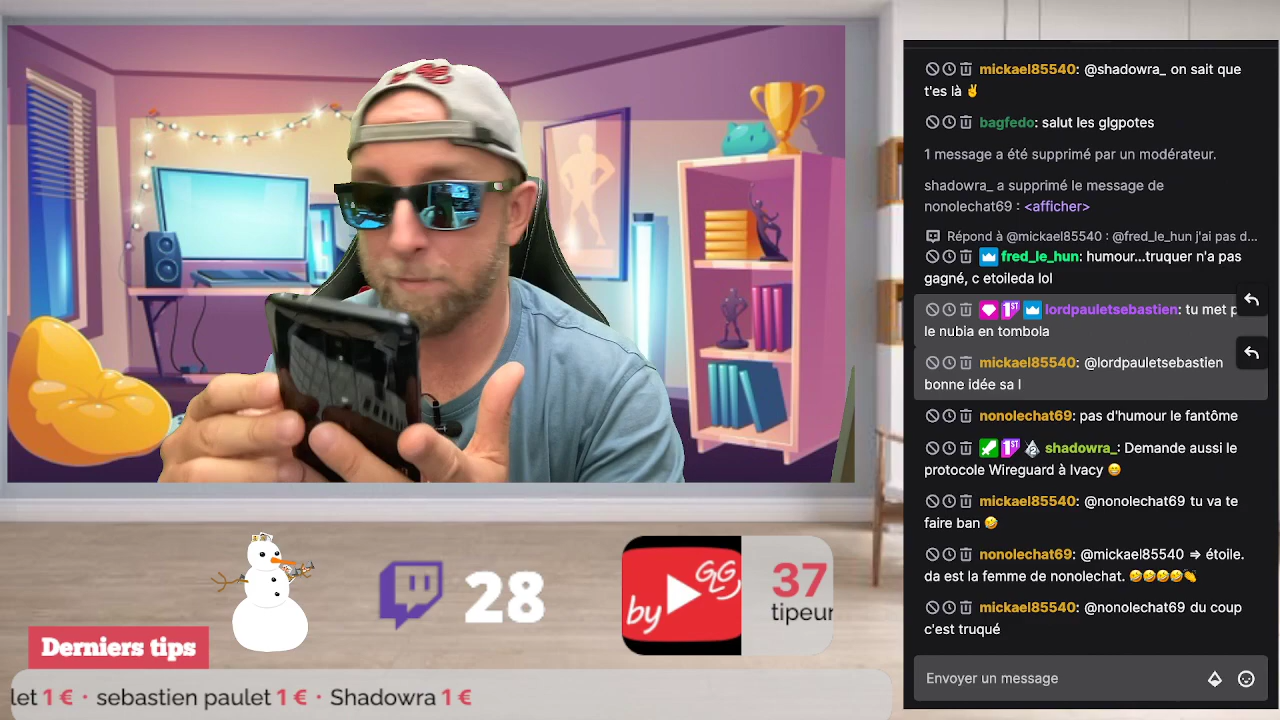 mickael85540: @shadowra_ on sait que
t'es là ✌
bagfedo: salut les glgpotes
1 message a été supprimé par un modérateur.
shadowra_ a supprimé le message de
nonolechat69 : <afficher>
Répond à @mickael85540 : @fred_le_hun j'ai pas d...
fred_le_hun: humour...truquer n'a pas
gagné, c etoileda lol
1ST lordpauletsebastien: tu met p
le nubia en tombola
mickael85540: @lordpauletsebastien
bonne idée sa l
nonolechat69: pas d'humour le fantôme
1ST 2 shadowra_: Demande aussi le
protocole Wireguard à Ivacy 😁
mickael85540: @nonolechat69 tu va te
faire ban 🤣
nonolechat69: @mickael85540 => étoile.
da est la femme de nonolechat. 🤣🤣🤣🤣👏
mickael85540: @nonolechat69 du coup
c'est truqué
Envoyer un message
28
by GLG
37
tipeur
Derniers tips
let 1 € · sebastien paulet 1 € · Shadowra 1 €